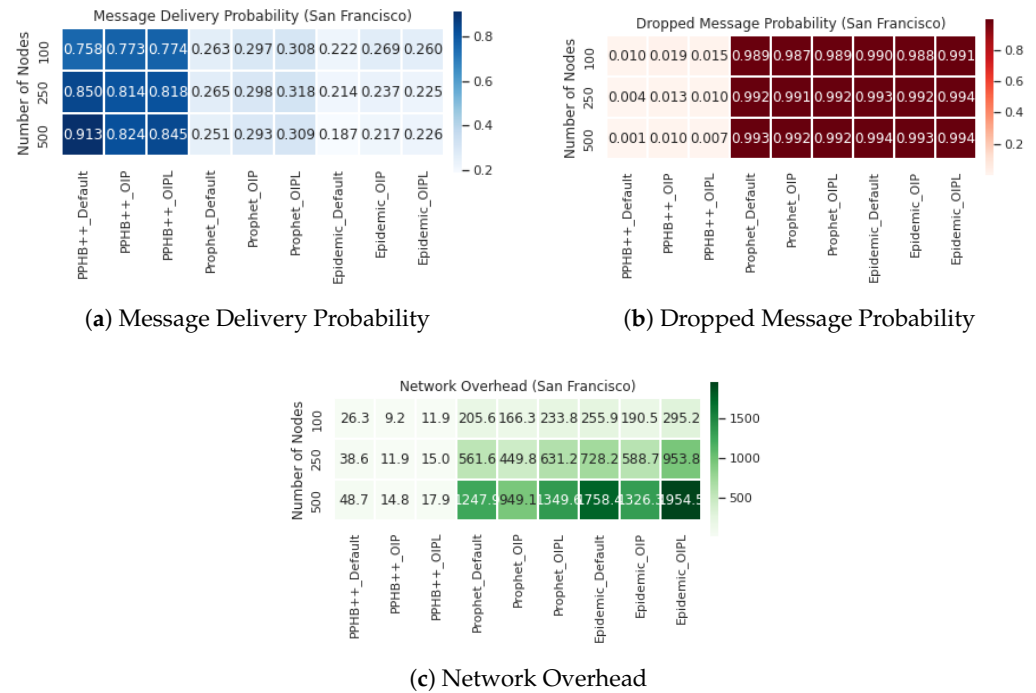 Message Delivery Probability (San Francisco)
Number of Nodes
100 0.758 0.773 0.774 0.263 0.297 0.308 0.222 0.269 0.260
250 0.850 0.814 0.818 0.265 0.298 0.318 0.214 0.237 0.225
500 0.913 0.824 0.845 0.251 0.293 0.309 0.187 0.217 0.226
PPHB++_Default
PPHB++_OIP
PPHB++_OIPL
Prophet_Default
Prophet_OIP
Prophet_OIPL
Epidemic_Default
Epidemic_OIP
Epidemic_OIPL
0.8
0.6
0.4
0.2
(a) Message Delivery Probability
Dropped Message Probability (San Francisco)
Number of Nodes
100 0.010 0.019 0.015 0.989 0.987 0.989 0.990 0.988 0.991
250 0.004 0.013 0.010 0.992 0.991 0.992 0.993 0.992 0.994
500 0.001 0.010 0.007 0.993 0.992 0.992 0.994 0.993 0.994
PPHB++_Default
PPHB++_OIP
PPHB++_OIPL
Prophet_Default
Prophet_OIP
Prophet_OIPL
Epidemic_Default
Epidemic_OIP
Epidemic_OIPL
0.8
0.6
0.4
0.2
(b) Dropped Message Probability
Network Overhead (San Francisco)
Number of Nodes
100 26.3 9.2 11.9 205.6 166.3 233.8 255.9 190.5 295.2
250 38.6 11.9 15.0 561.6 449.8 631.2 728.2 588.7 953.8
500 48.7 14.8 17.9 1247.9 949.1 1349.6 1758.4 1326.3 1954.5
PPHB++_Default
PPHB++_OIP
PPHB++_OIPL
Prophet_Default
Prophet_OIP
Prophet_OIPL
Epidemic_Default
Epidemic_OIP
Epidemic_OIPL
1500
1000
500
(c) Network Overhead